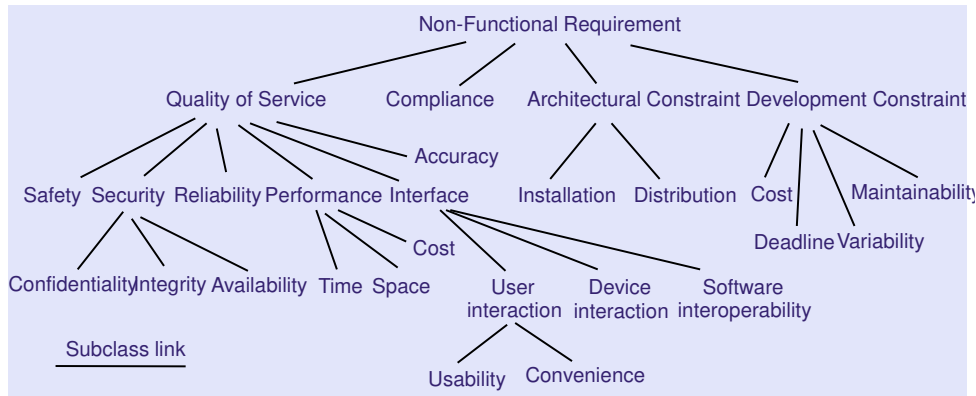 Non-Functional Requirement
Quality of Service Compliance Architectural Constraint Development Constraint
Accuracy
Safety Security Reliability Performance Interface Installation Distribution Cost Maintainability
Cost Deadline Variability
Confidentiality Integrity Availability Time Space User interaction Device interaction Software interoperability
Subclass link
Usability Convenience